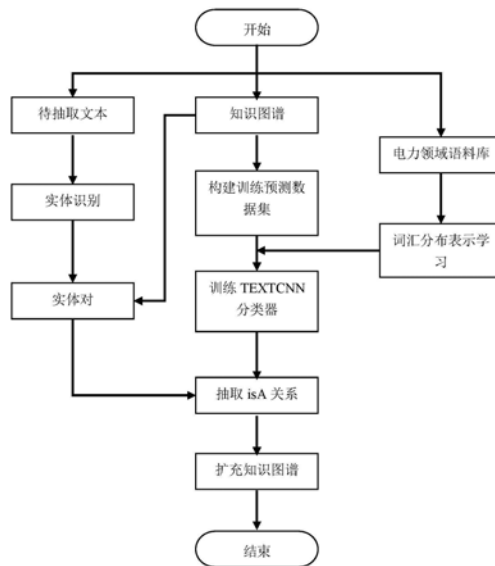 开始
待抽取文本
知识图谱
电力领域语料库
实体识别
构建训练预测数
据集
词汇分布表示学
习
实体对
训练 TEXTCNN
分类器
抽取 isA 关系
扩充知识图谱
结束